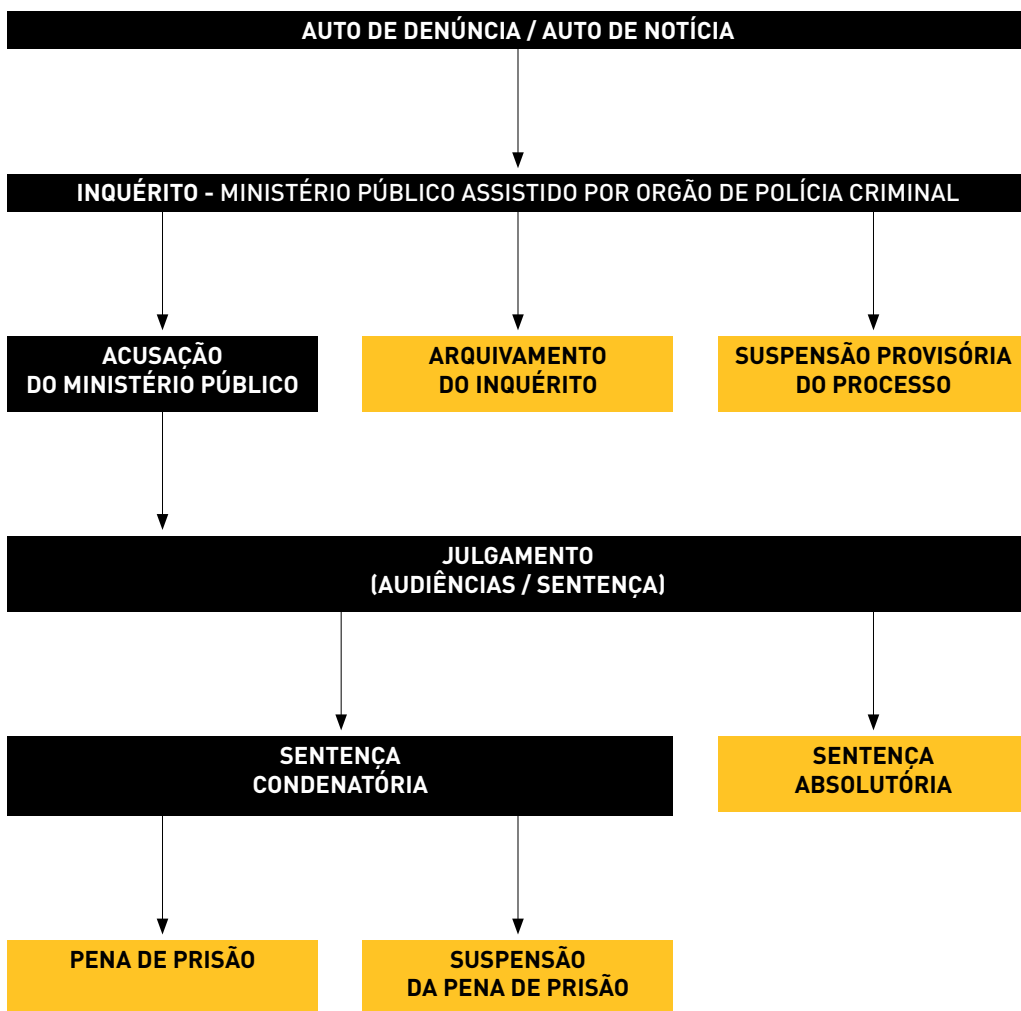 AUTO DE DENÚNCIA / AUTO DE NOTÍCIA
INQUÉRITO - MINISTÉRIO PÚBLICO ASSISTIDO POR ORGÃO DE POLÍCIA CRIMINAL
ACUSAÇÃO
DO MINISTÉRIO PÚBLICO
ARQUIVAMENTO
DO INQUÉRITO
SUSPENSÃO PROVISÓRIA
DO PROCESSO
JULGAMENTO
(AUDIÊNCIAS / SENTENÇA)
SENTENÇA
CONDENATÓRIA
SENTENÇA
ABSOLUTÓRIA
PENA DE PRISÃO
SUSPENSÃO
DA PENA DE PRISÃO